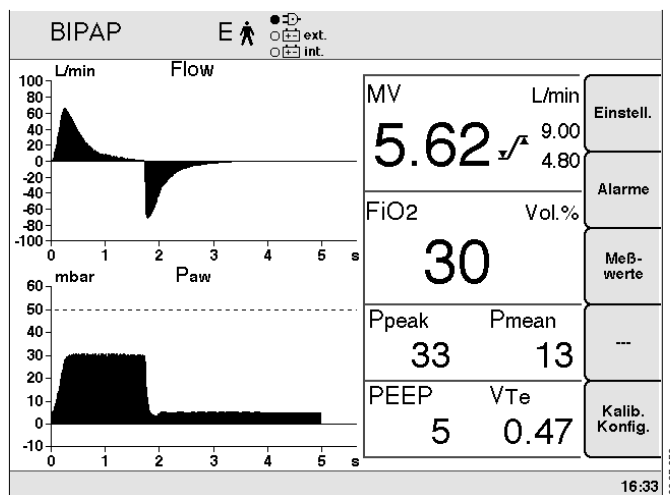 BIPAP
E
ext.
int.
L/min
Flow
100
80
60
40
20
0
-20
-40
-60
-80
-100
0 1 2 3 4 5 s
mbar
Paw
60
50
40
30
20
10
0
-10
0 1 2 3 4 5 s
MV L/min
5.62 9.00
4.80
FiO2 Vol.%
30
Ppeak Pmean
33 13
PEEP VTe
5 0.47
Einstell.
Alarme
Meß-
werte
---
Kalib.
Konfig.
16:33